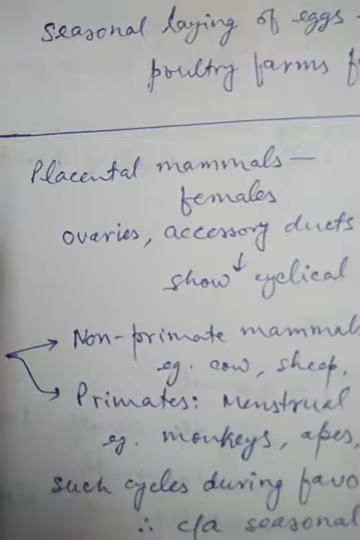 seasonal laying of eggs
poultry farms
Placental mammals —
females
ovaries, accessory ducts
↓
show cyclical
→ Non-primate mammals
eg. cow, sheep,
→ Primates: Menstrual
eg. monkeys, apes,
such cycles during favo
∴ c/a seasonal